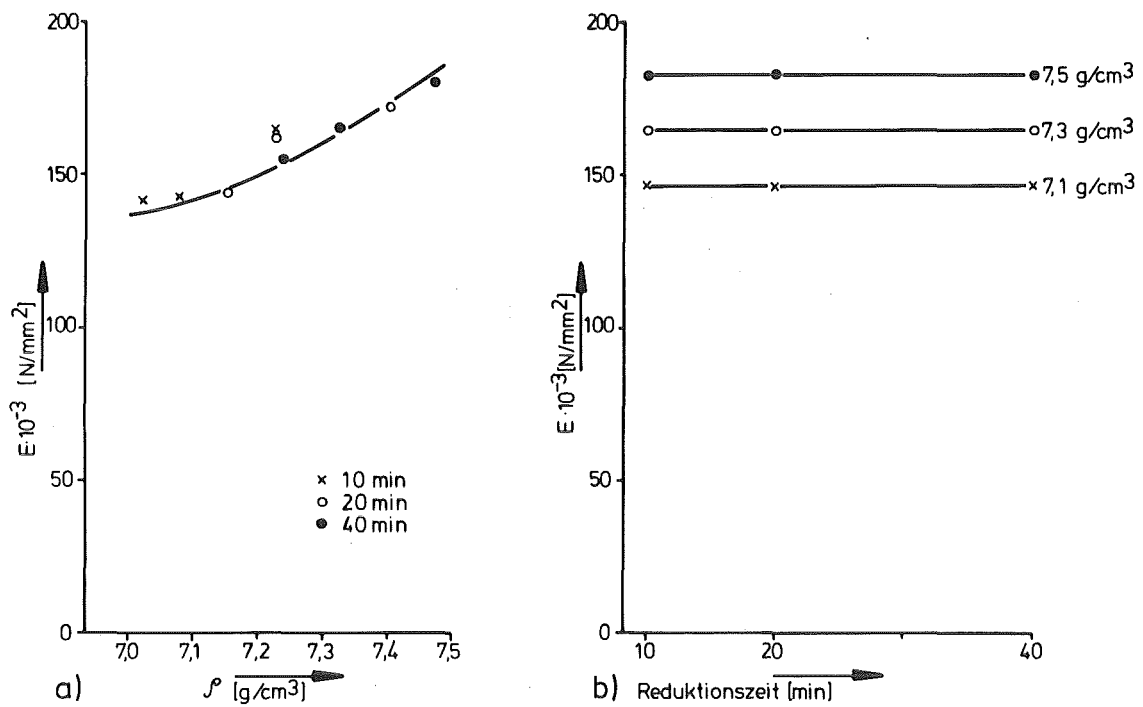 200
150
100
50
0
E·10⁻³ [N/mm²]
× 10 min
○ 20 min
● 40 min
7,0 7,1 7,2 7,3 7,4 7,5
a) ρ [g/cm³]
200
150
100
50
0
E·10⁻³ [N/mm²]
7,5 g/cm³
7,3 g/cm³
7,1 g/cm³
10 20 40
b) Reduktionszeit [min]